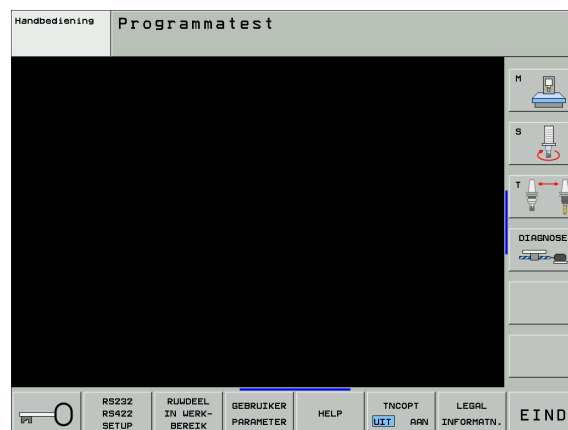 Handbediening
Programmatest
M
S
T
DIAGNOSE
RS232
RS422
SETUP
RUWDEEL
IN WERK-
BEREIK
GEBRUIKER
PARAMETER
HELP
TNCOPT
UIT AAN
LEGAL
INFORMATN.
EIND